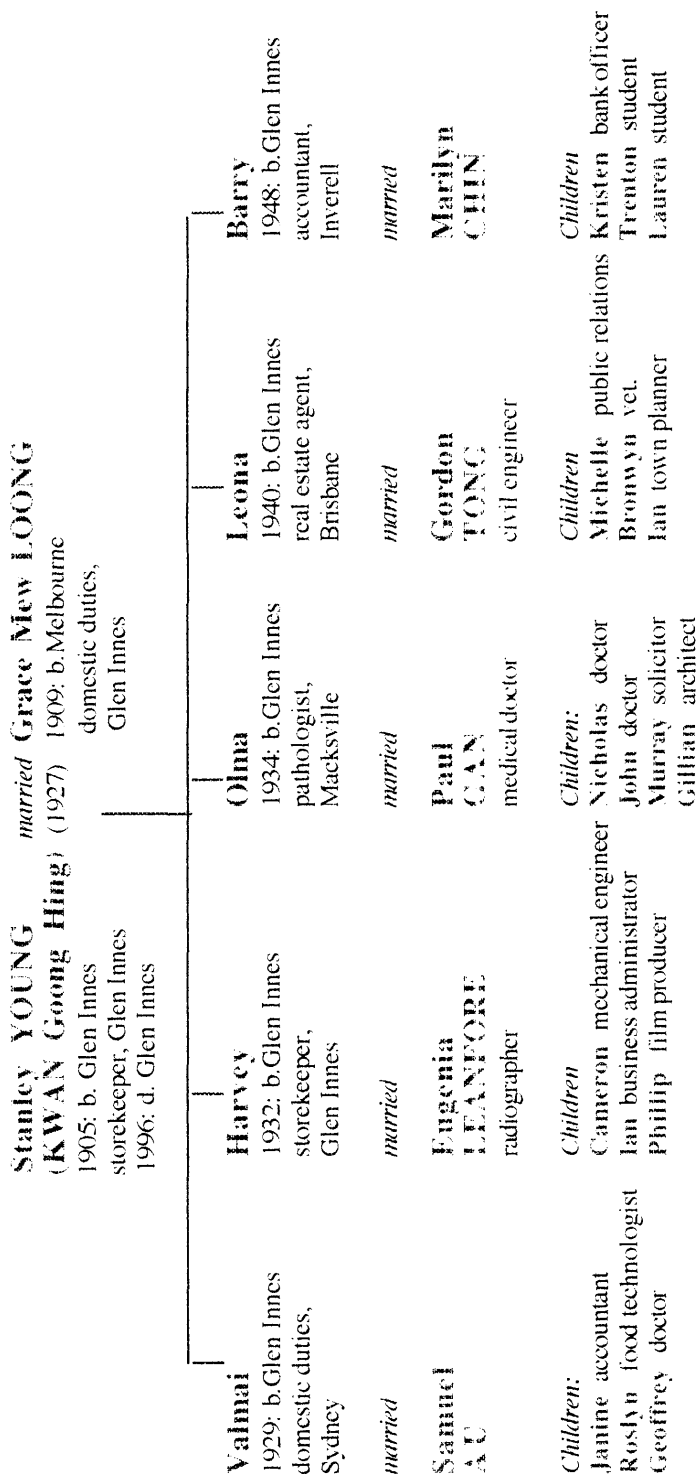 Stanley YOUNG married Grace Mew LOONG
(KWAN Goong Hing) (1927) 1909: b.Melbourne
1905: b. Glen Innes domestic duties,
storekeeper, Glen Innes Glen Innes
1996: d. Glen Innes
Valmai
1929: b.Glen Innes
domestic duties,
Sydney
married
Samuel
AU
Children:
Janine accountant
Roslyn food technologist
Geoffrey doctor
Harvey
1932: b.Glen Innes
storekeeper,
Glen Innes
married
Eugenia
LEANFORE
radiographer
Children
Cameron mechanical engineer
Ian business administrator
Phillip film producer
Olma
1934: b.Glen Innes
pathologist,
Macksville
married
Paul
GAN
medical doctor
Children:
Nicholas doctor
John doctor
Murray solicitor
Gillian architect
Leona
1940: b.Glen Innes
real estate agent,
Brisbane
married
Gordon
TONG
civil engineer
Children
Michelle public relations
Bronwyn vet.
Ian town planner
Barry
1948: b.Glen Innes
accountant,
Inverell
married
Marilyn
CHIN
Children
Kristen bank officer
Trenton student
Lauren student